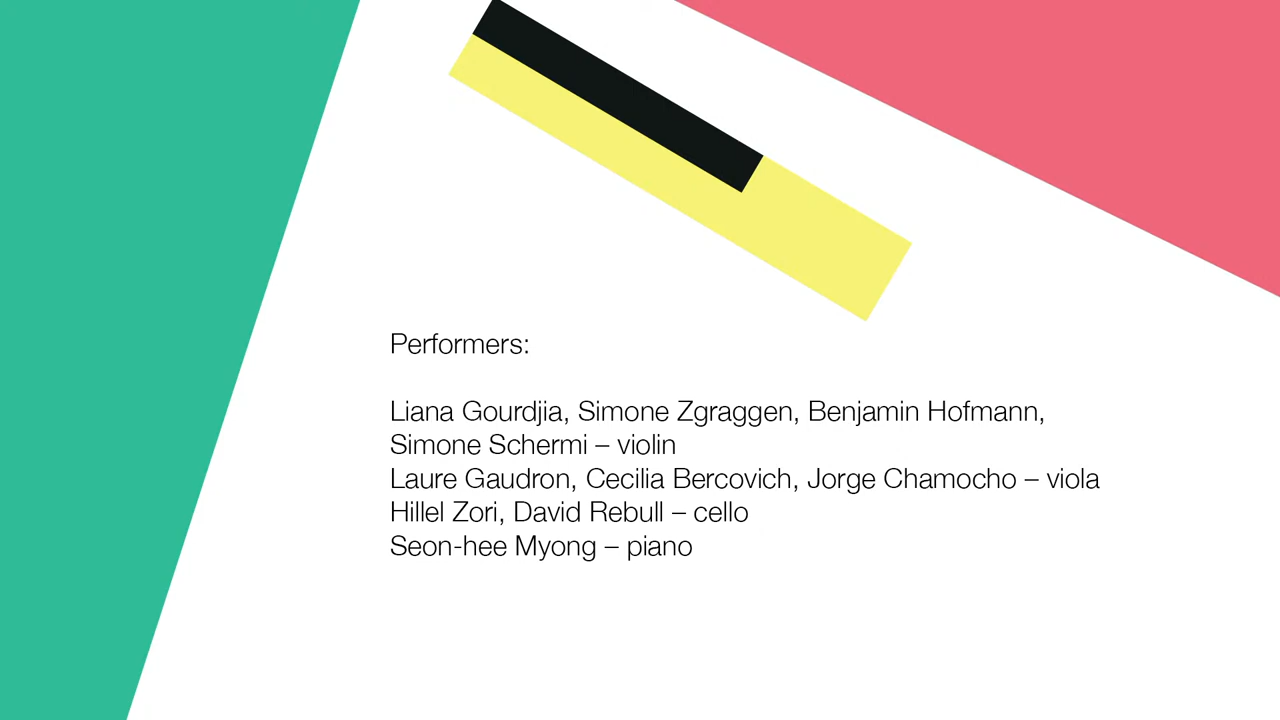 Performers:
Liana Gourdjia, Simone Zgraggen, Benjamin Hofmann,
Simone Schermi – violin
Laure Gaudron, Cecilia Bercovich, Jorge Chamocho – viola
Hillel Zori, David Rebull – cello
Seon-hee Myong – piano